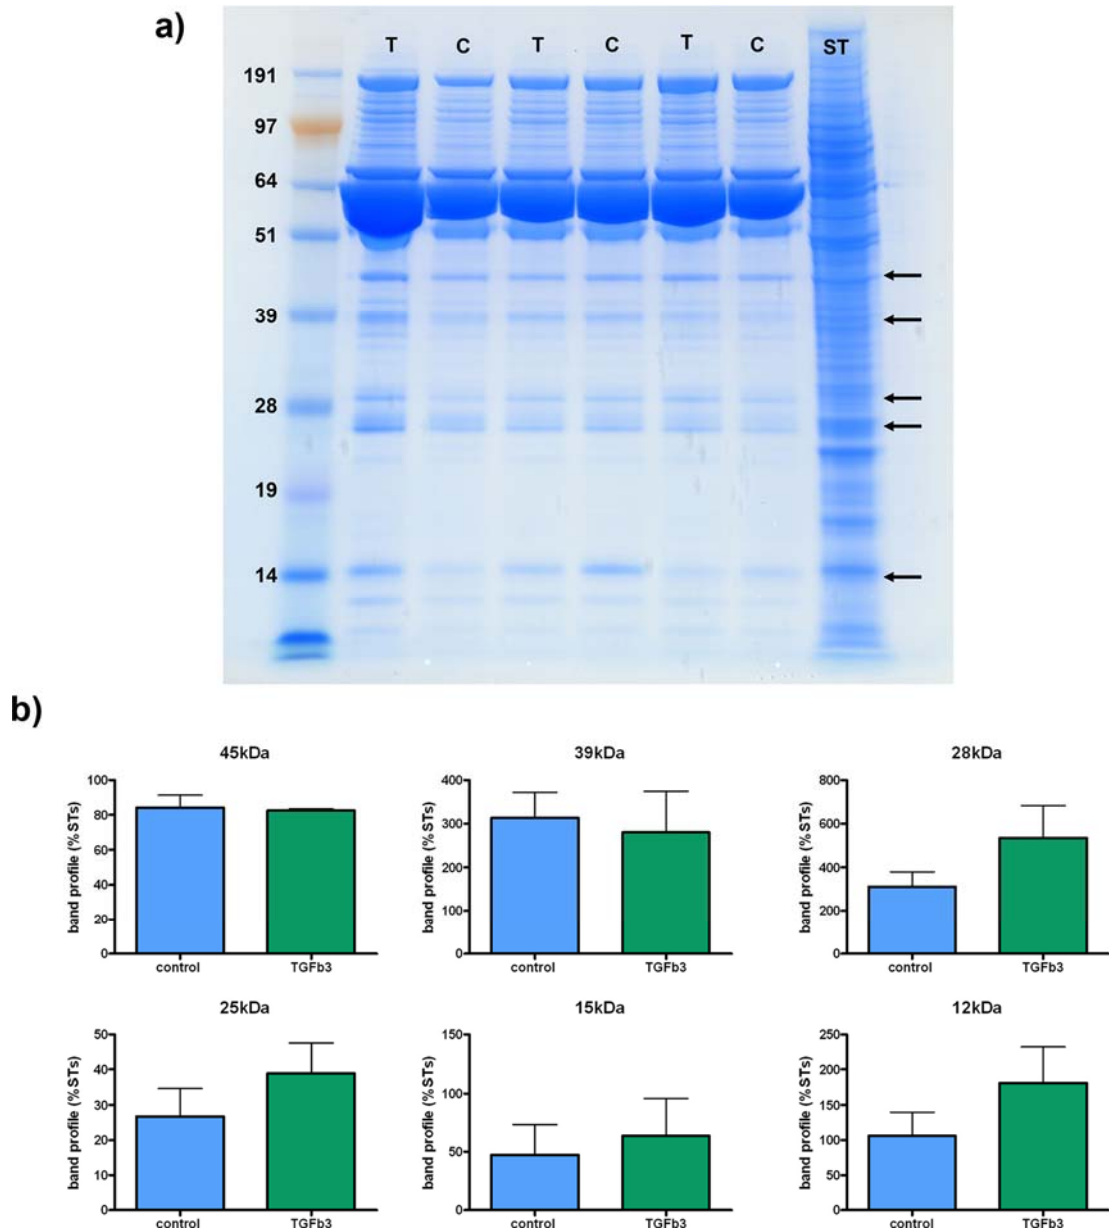 a)
T C T C T C ST
191
97
64
51
39
28
19
14
b)
45kDa
band profile (%STs)
100
80
60
40
20
0
control TGFb3
39kDa
band profile (%STs)
400
300
200
100
0
control TGFb3
28kDa
band profile (%STs)
800
600
400
200
0
control TGFb3
25kDa
band profile (%STs)
50
40
30
20
10
0
control TGFb3
15kDa
band profile (%STs)
150
100
50
0
control TGFb3
12kDa
band profile (%STs)
250
200
150
100
50
0
control TGFb3